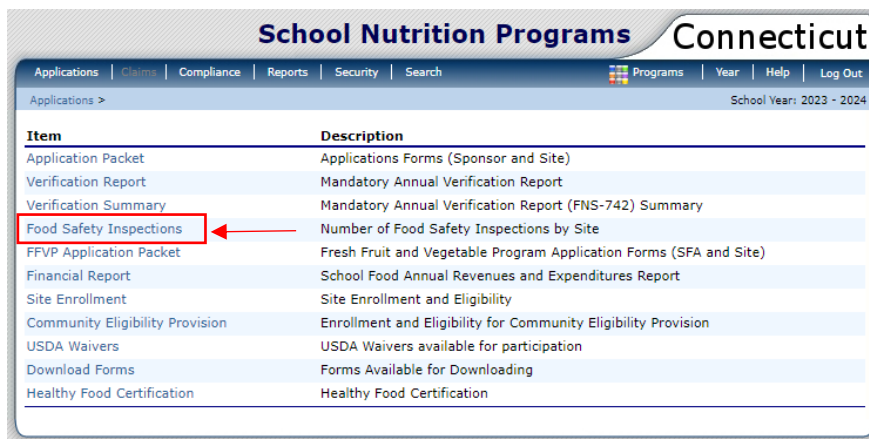 School Nutrition Programs Connecticut
Applications | Claims | Compliance | Reports | Security | Search Programs | Year | Help | Log Out
Applications > School Year: 2023 - 2024
Item Description
Application Packet Applications Forms (Sponsor and Site)
Verification Report Mandatory Annual Verification Report
Verification Summary Mandatory Annual Verification Report (FNS-742) Summary
Food Safety Inspections Number of Food Safety Inspections by Site
FFVP Application Packet Fresh Fruit and Vegetable Program Application Forms (SFA and Site)
Financial Report School Food Annual Revenues and Expenditures Report
Site Enrollment Site Enrollment and Eligibility
Community Eligibility Provision Enrollment and Eligibility for Community Eligibility Provision
USDA Waivers USDA Waivers available for participation
Download Forms Forms Available for Downloading
Healthy Food Certification Healthy Food Certification